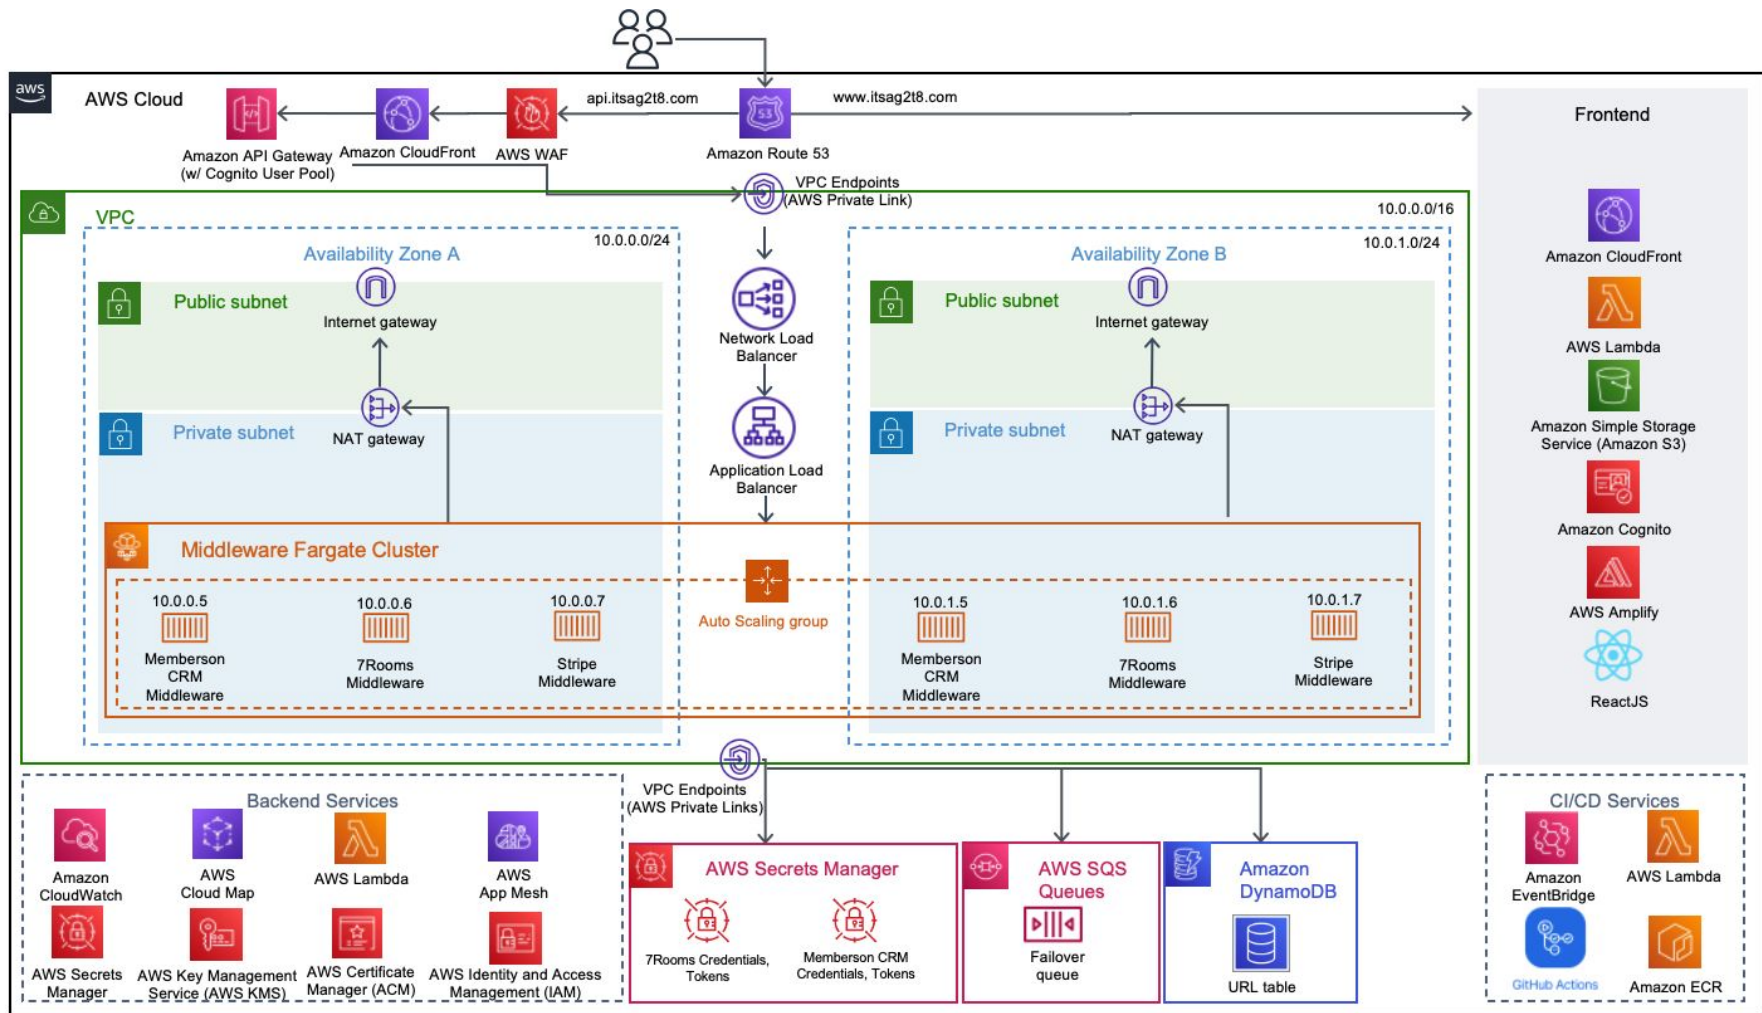 aws
AWS Cloud
api.itsag2t8.com
www.itsag2t8.com
53
Amazon API Gateway
(w/ Cognito User Pool)
Amazon CloudFront
AWS WAF
Amazon Route 53
Frontend
VPC Endpoints
(AWS Private Link)
VPC
10.0.0.0/16
10.0.0.0/24
10.0.1.0/24
Availability Zone A
Public subnet
Internet gateway
Private subnet
NAT gateway
Network Load
Balancer
Application Load
Balancer
Availability Zone B
Public subnet
Internet gateway
Private subnet
NAT gateway
Middleware Fargate Cluster
10.0.0.5
Memberson
CRM
Middleware
10.0.0.6
7Rooms
Middleware
10.0.0.7
Stripe
Middleware
Auto Scaling group
10.0.1.5
Memberson
CRM
Middleware
10.0.1.6
7Rooms
Middleware
10.0.1.7
Stripe
Middleware
Amazon CloudFront
AWS Lambda
Amazon Simple Storage
Service (Amazon S3)
Amazon Cognito
AWS Amplify
ReactJS
VPC Endpoints
(AWS Private Links)
Backend Services
Amazon
CloudWatch
AWS
Cloud Map
AWS Lambda
AWS
App Mesh
AWS Secrets
Manager
AWS Key Management
Service (AWS KMS)
AWS Certificate
Manager (ACM)
AWS Identity and Access
Management (IAM)
AWS Secrets Manager
7Rooms Credentials,
Tokens
Memberson CRM
Credentials, Tokens
AWS SQS
Queues
Failover
queue
Amazon
DynamoDB
URL table
CI/CD Services
Amazon
EventBridge
AWS Lambda
GitHub Actions
Amazon ECR